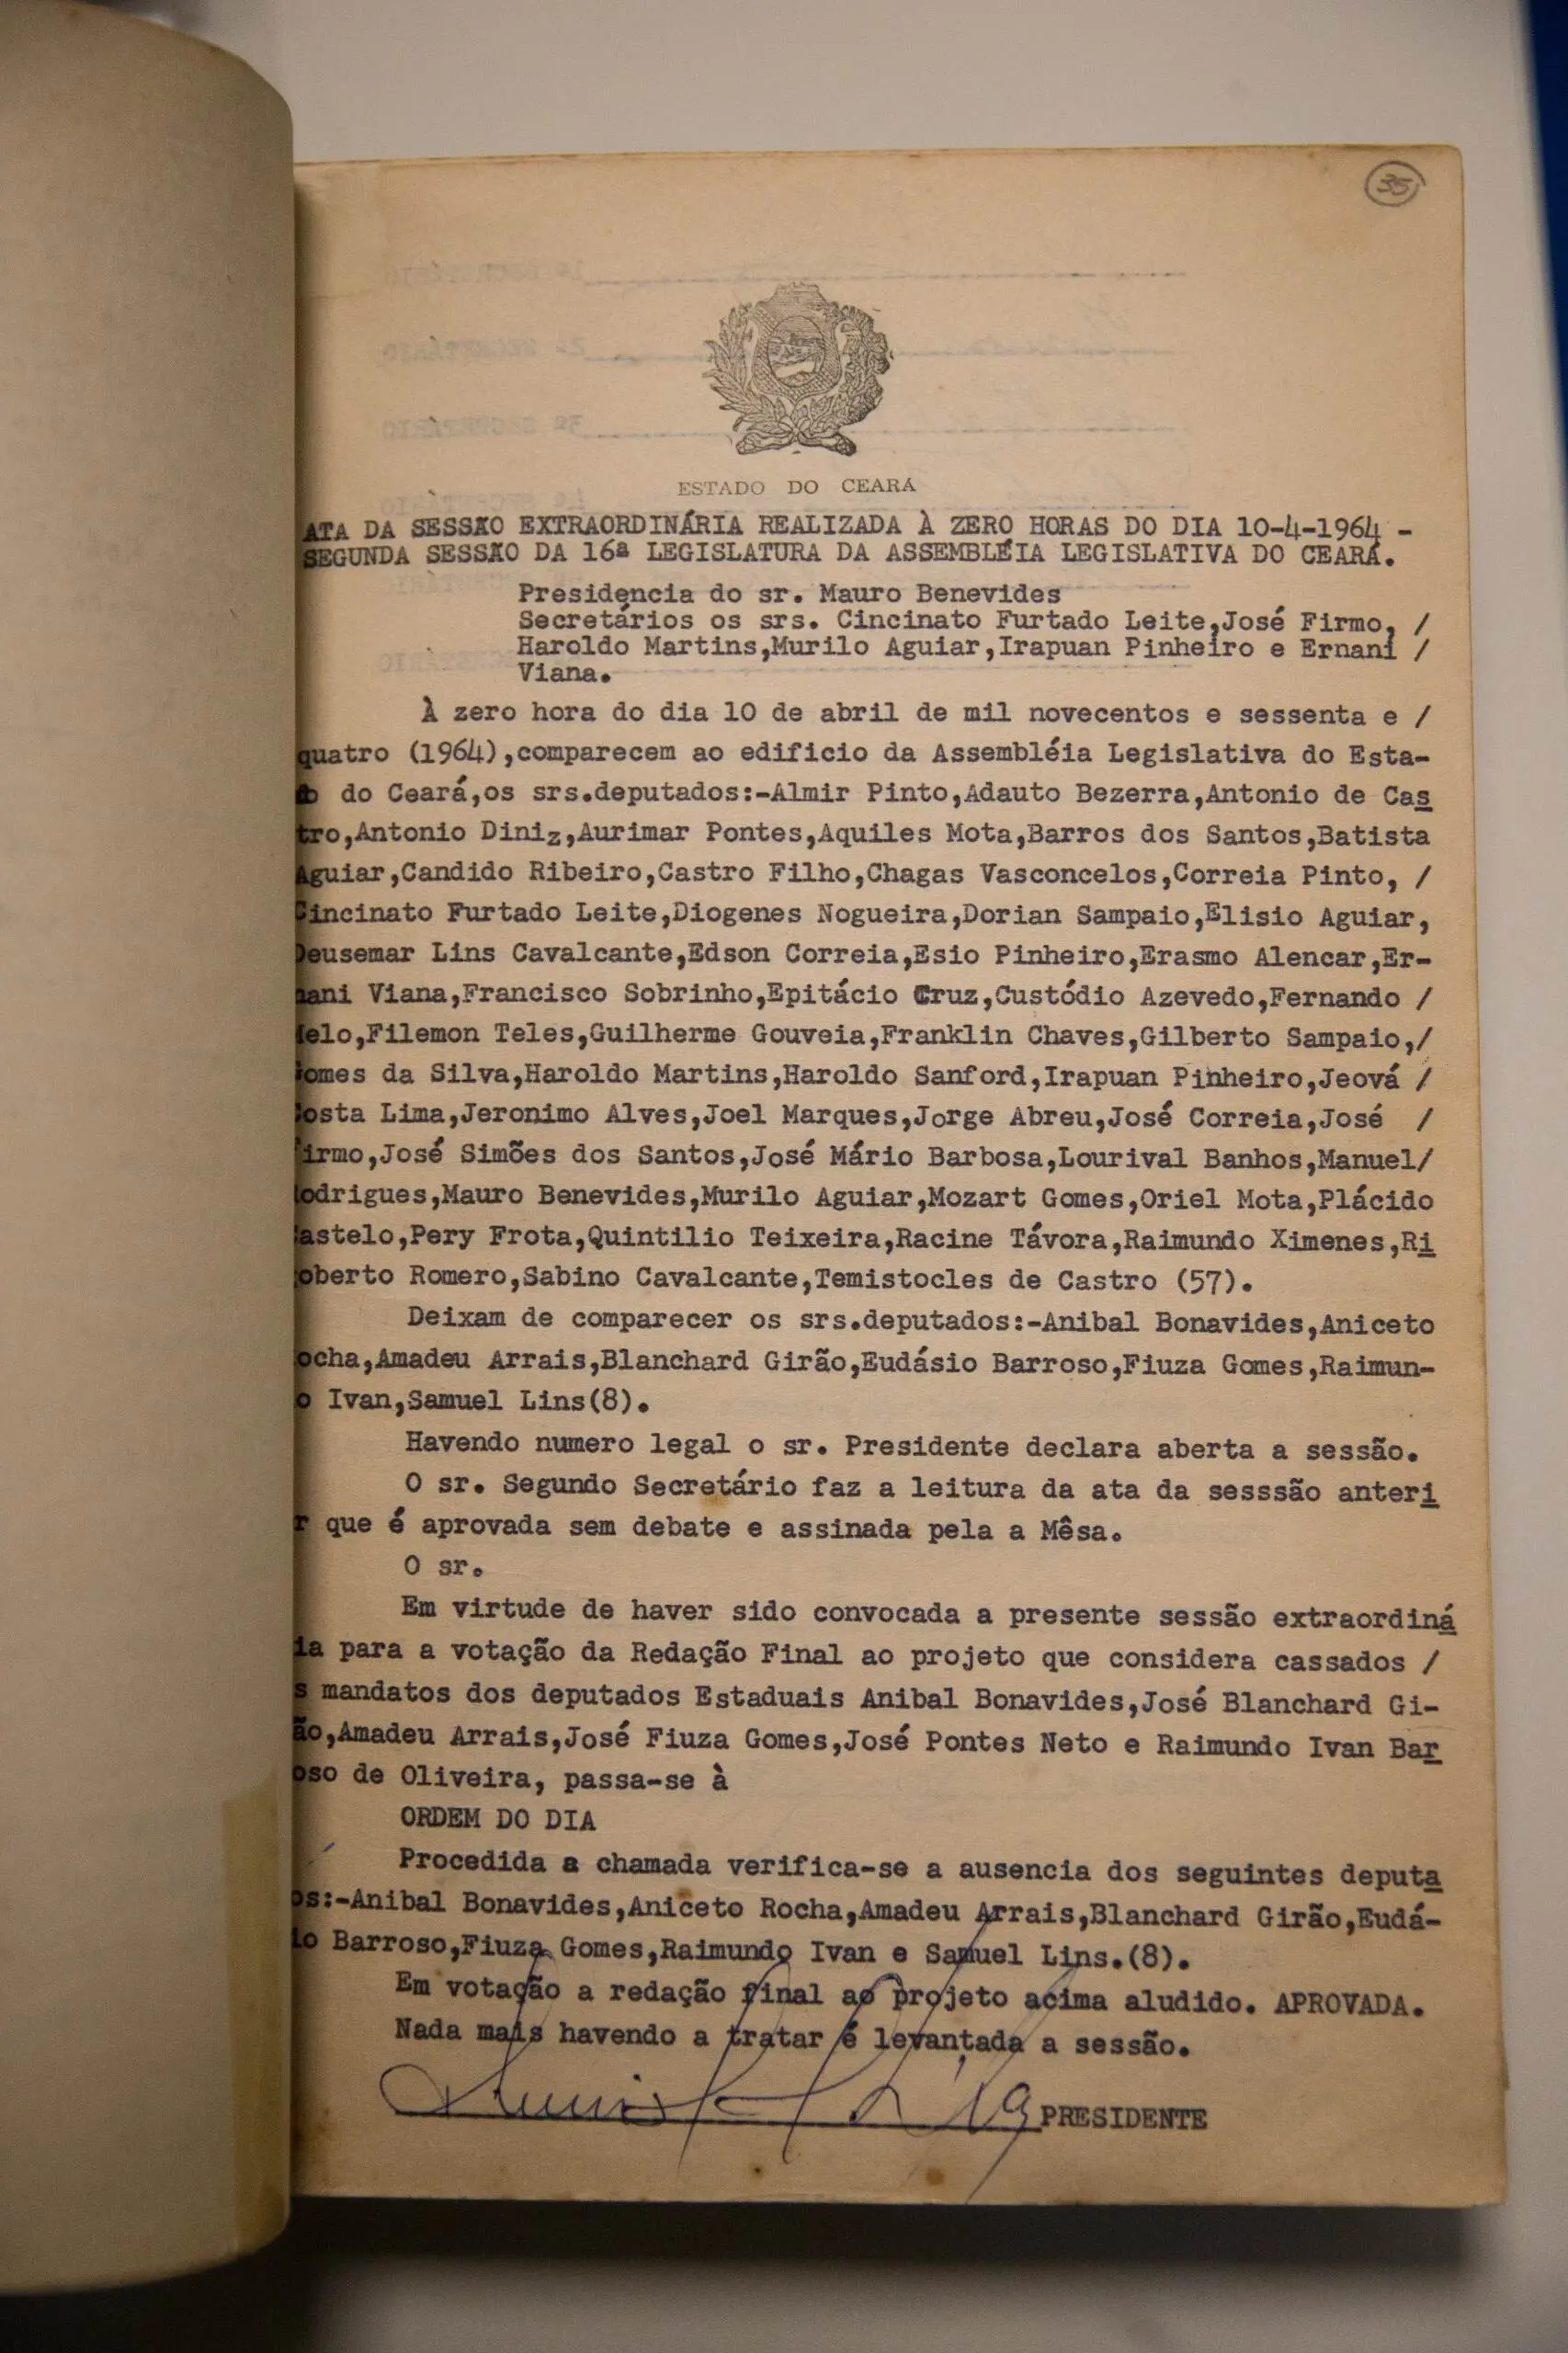 35
ESTADO DO CEARÁ
ATA DA SESSÃO EXTRAORDINÁRIA REALIZADA À ZERO HORAS DO DIA 10-4-1964 -
SEGUNDA SESSÃO DA 16ª LEGISLATURA DA ASSEMBLÉIA LEGISLATIVA DO CEARÁ.
Presidencia do sr. Mauro Benevides
Secretários os srs. Cincinato Furtado Leite,José Firmo, /
Haroldo Martins,Murilo Aguiar,Irapuan Pinheiro e Ernani /
Viana.
À zero hora do dia 10 de abril de mil novecentos e sessenta e /
quatro (1964),comparecem ao edificio da Assembléia Legislativa do Esta-
do do Ceará,os srs.deputados:-Almir Pinto,Adauto Bezerra,Antonio de Cas
tro,Antonio Diniz,Aurimar Pontes,Aquiles Mota,Barros dos Santos,Batista
Aguiar,Candido Ribeiro,Castro Filho,Chagas Vasconcelos,Correia Pinto, /
Cincinato Furtado Leite,Diogenes Nogueira,Dorian Sampaio,Elisio Aguiar,
Deusemar Lins Cavalcante,Edson Correia,Esio Pinheiro,Erasmo Alencar,Er-
nani Viana,Francisco Sobrinho,Epitácio Cruz,Custódio Azevedo,Fernando /
Melo,Filemon Teles,Guilherme Gouveia,Franklin Chaves,Gilberto Sampaio,/
Gomes da Silva,Haroldo Martins,Haroldo Sanford,Irapuan Pinheiro,Jeová /
Costa Lima,Jeronimo Alves,Joel Marques,Jorge Abreu,José Correia,José /
Firmo,José Simões dos Santos,José Mário Barbosa,Lourival Banhos,Manuel/
Rodrigues,Mauro Benevides,Murilo Aguiar,Mozart Gomes,Oriel Mota,Plácido
Castelo,Pery Frota,Quintilio Teixeira,Racine Távora,Raimundo Ximenes,Ri
oberto Romero,Sabino Cavalcante,Temistocles de Castro (57).
Deixam de comparecer os srs.deputados:-Anibal Bonavides,Aniceto
ocha,Amadeu Arrais,Blanchard Girão,Eudásio Barroso,Fiuza Gomes,Raimun-
o Ivan,Samuel Lins(8).
Havendo numero legal o sr. Presidente declara aberta a sessão.
O sr. Segundo Secretário faz a leitura da ata da sesssão anteri
r que é aprovada sem debate e assinada pela a Mêsa.
O sr.
Em virtude de haver sido convocada a presente sessão extraordiná
ia para a votação da Redação Final ao projeto que considera cassados /
s mandatos dos deputados Estaduais Anibal Bonavides,José Blanchard Gi-
ão,Amadeu Arrais,José Fiuza Gomes,José Pontes Neto e Raimundo Ivan Bar
oso de Oliveira, passa-se à
ORDEM DO DIA
Procedida a chamada verifica-se a ausencia dos seguintes deputa
os:-Anibal Bonavides,Aniceto Rocha,Amadeu Arrais,Blanchard Girão,Eudá-
io Barroso,Fiuza Gomes,Raimundo Ivan e Samuel Lins.(8).
Em votação a redação final ao projeto acima aludido. APROVADA.
Nada mais havendo a tratar é levantada a sessão.
PRESIDENTE